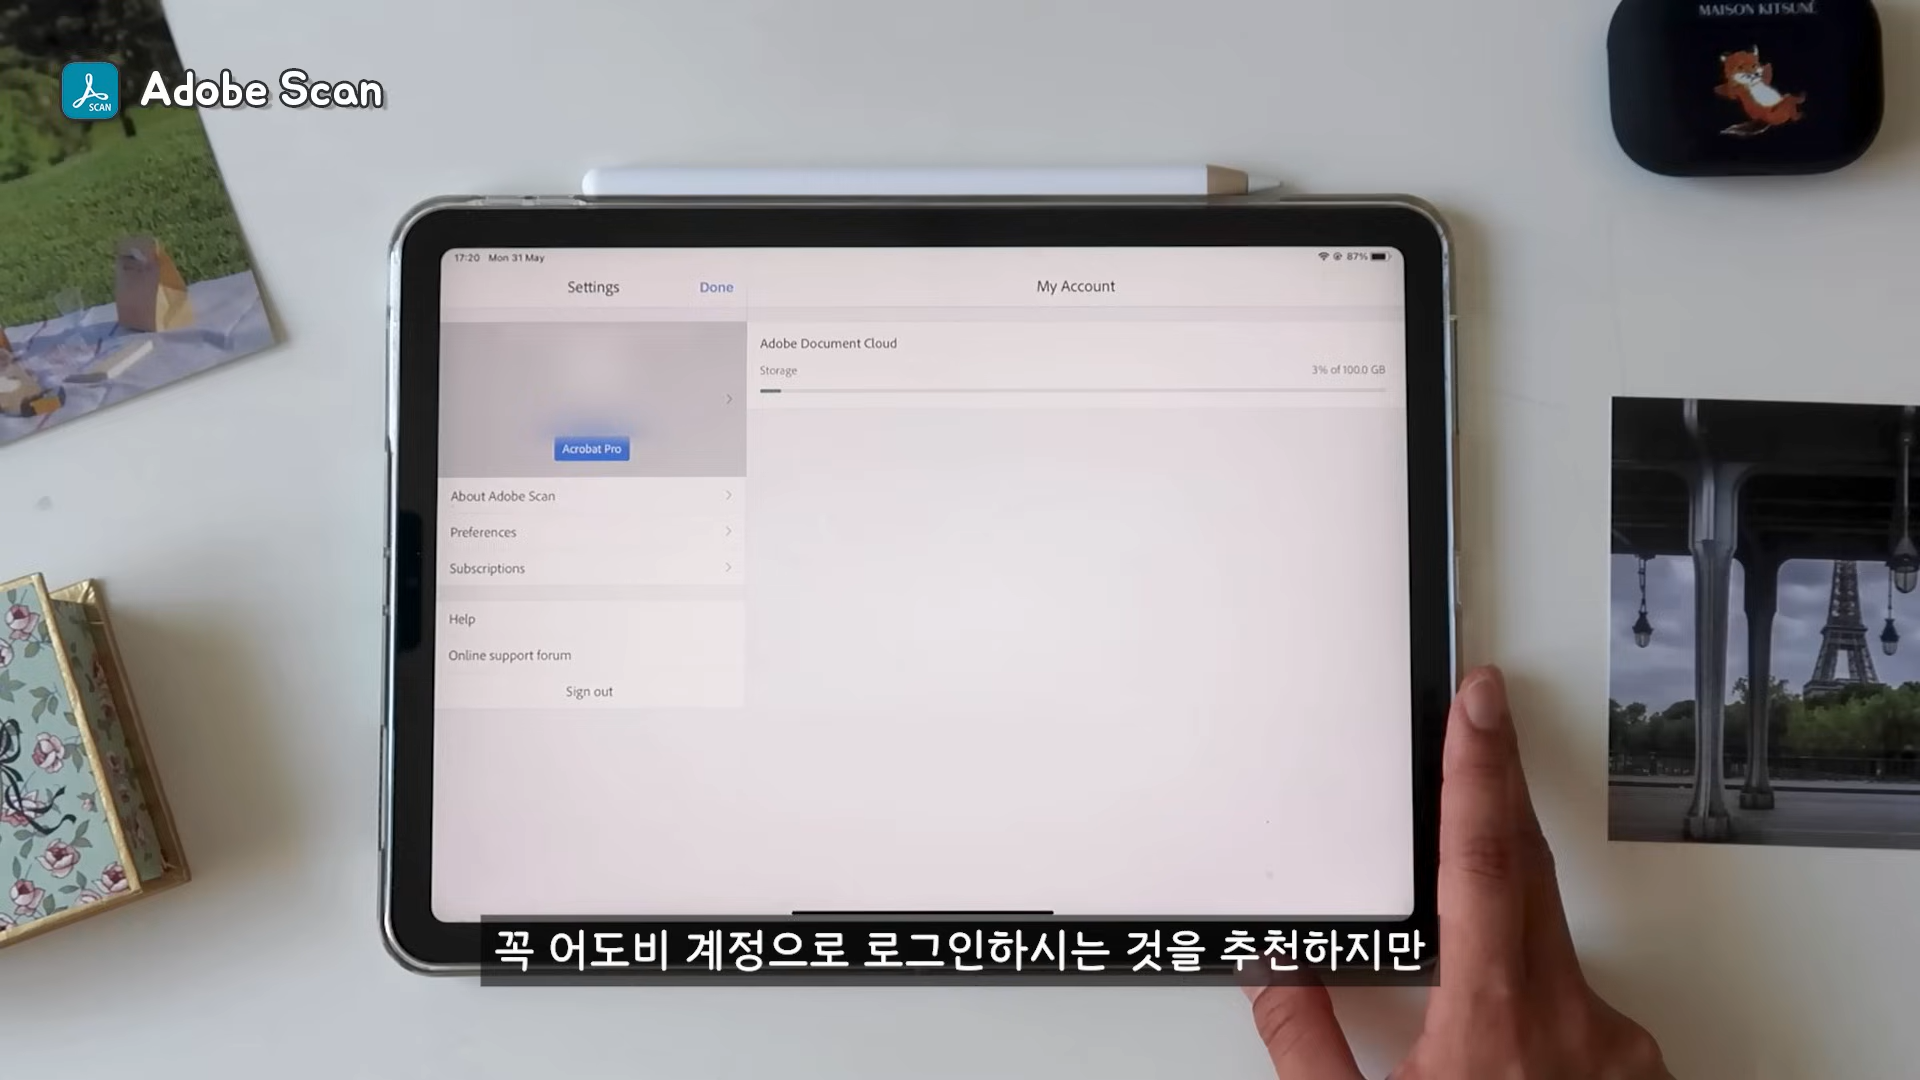 MAISON KITSUNÉ
SCAN
Adobe Scan
17:20 Mon 31 May
87%
Settings
Done
My Account
Adobe Document Cloud
Storage
3% of 100.0 GB
Acrobat Pro
About Adobe Scan
Preferences
Subscriptions
Help
Online support forum
Sign out
꼭 어도비 계정으로 로그인하시는 것을 추천하지만